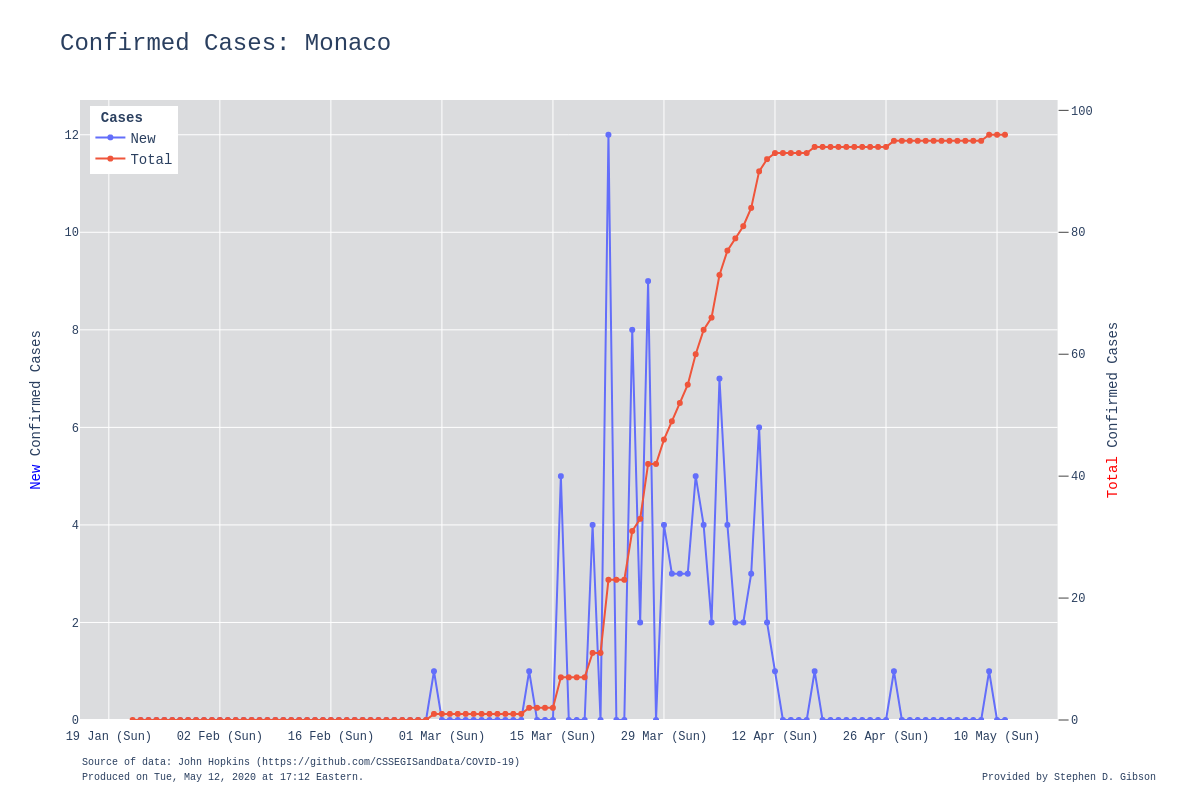 Confirmed Cases: Monaco
Cases
New
Total
12
10
8
6
4
2
0
100
80
60
40
20
0
New Confirmed Cases
Total Confirmed Cases
19 Jan (Sun) 02 Feb (Sun) 16 Feb (Sun) 01 Mar (Sun) 15 Mar (Sun) 29 Mar (Sun) 12 Apr (Sun) 26 Apr (Sun) 10 May (Sun)
Source of data: John Hopkins (https://github.com/CSSEGISandData/COVID-19)
Produced on Tue, May 12, 2020 at 17:12 Eastern.
Provided by Stephen D. Gibson